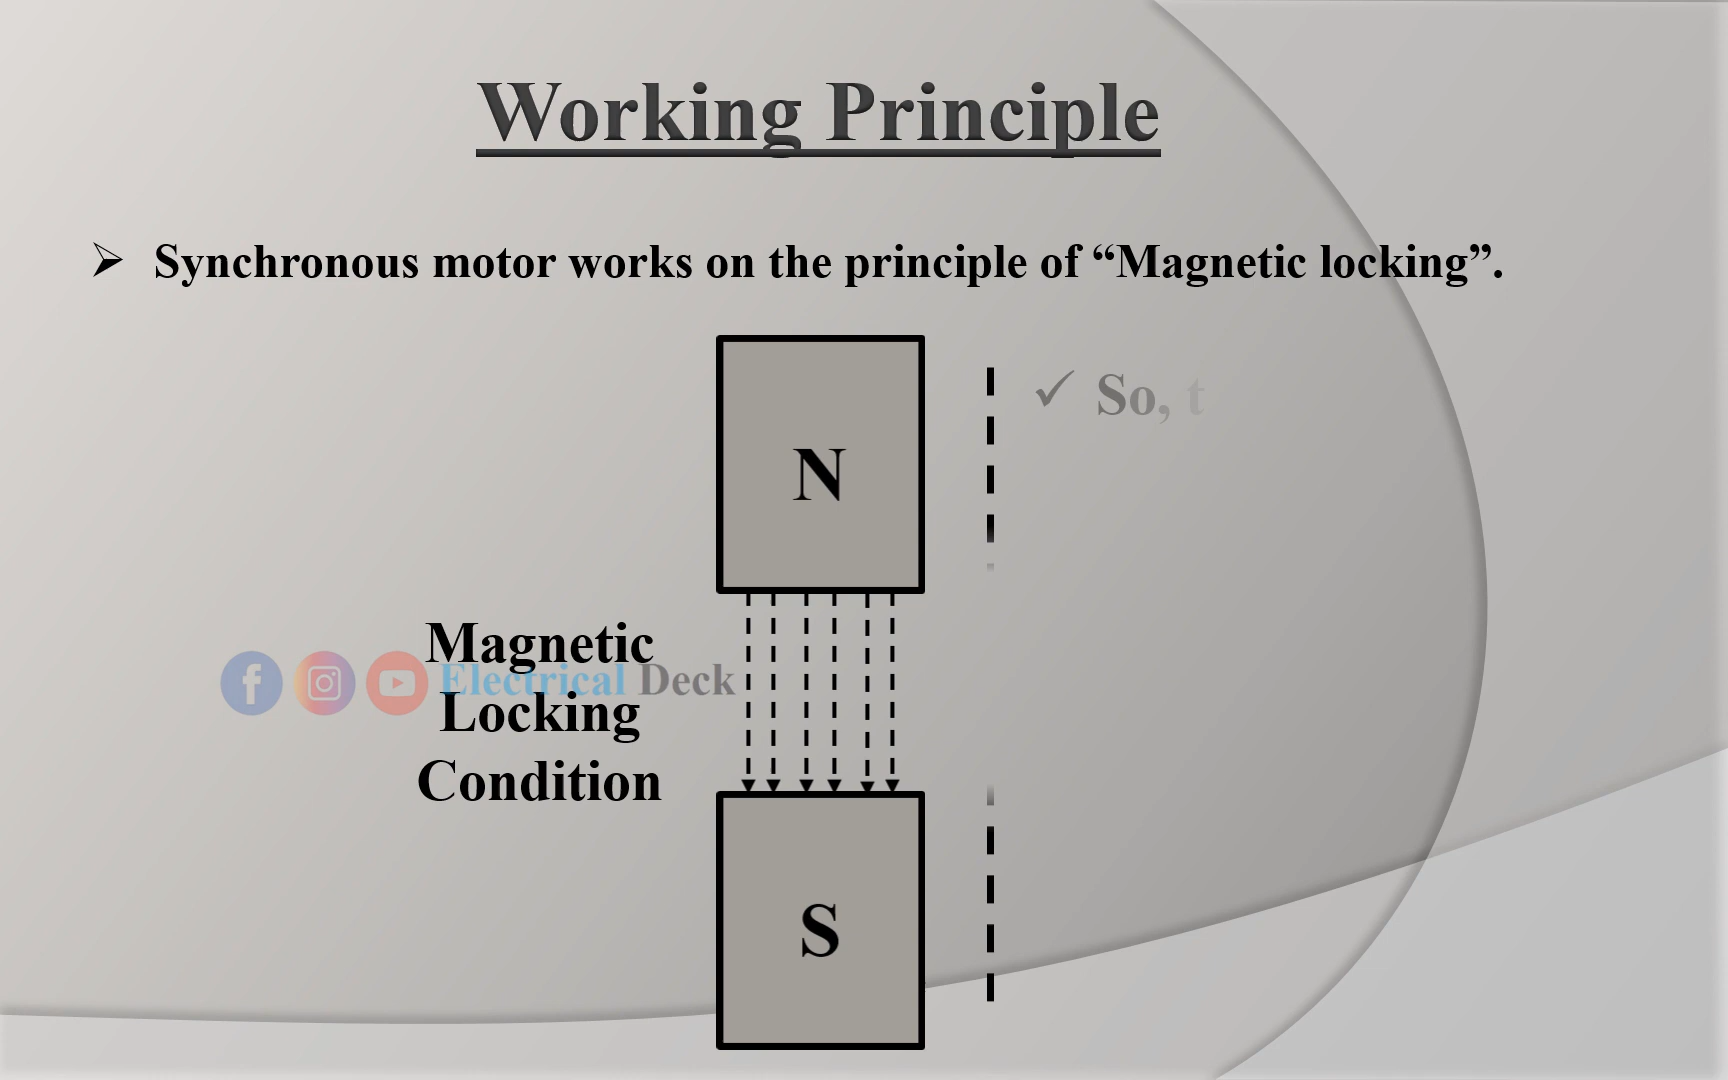 Working Principle
➢ Synchronous motor works on the principle of “Magnetic locking”.
N
✓ So, t
Magnetic
Electrical Deck
Locking
Condition
S